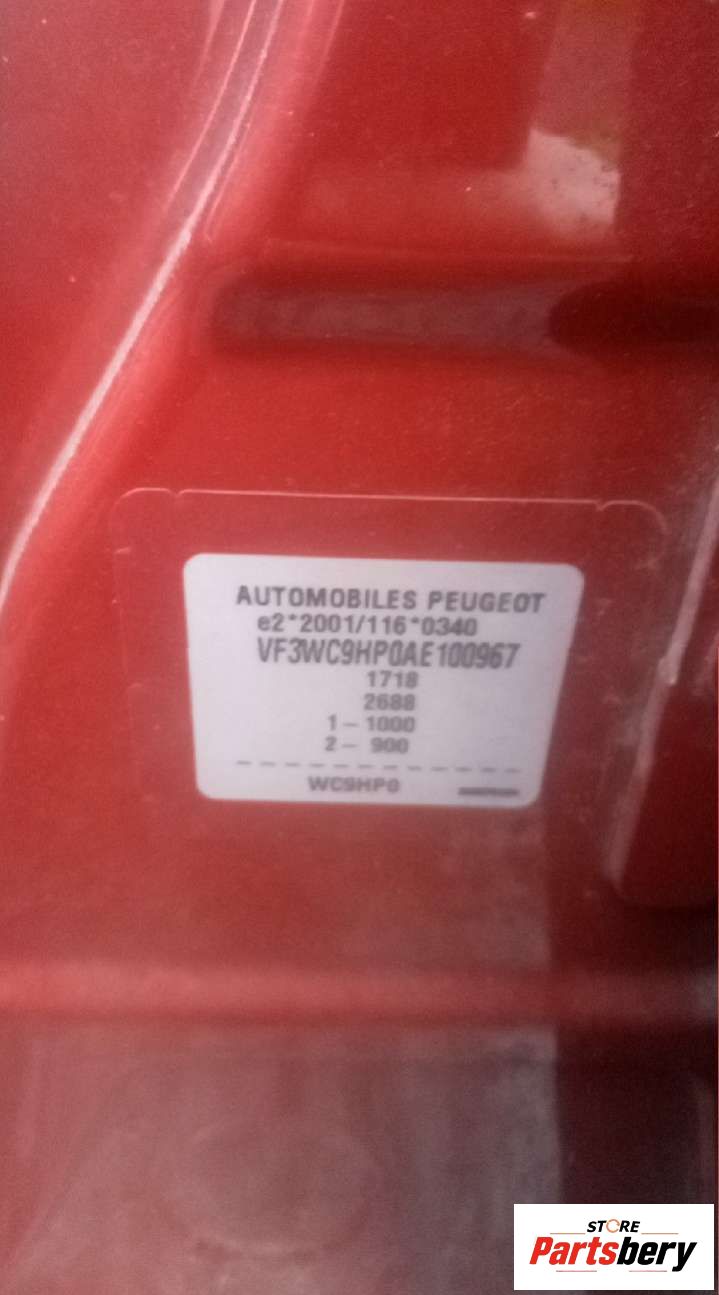 AUTOMOBILES PEUGEOT
e2*2001/116*0340
VF3WC9HP0AE100967
1718
2688
1- 1000
2- 900
WC9HP0
STORE
Partsbery